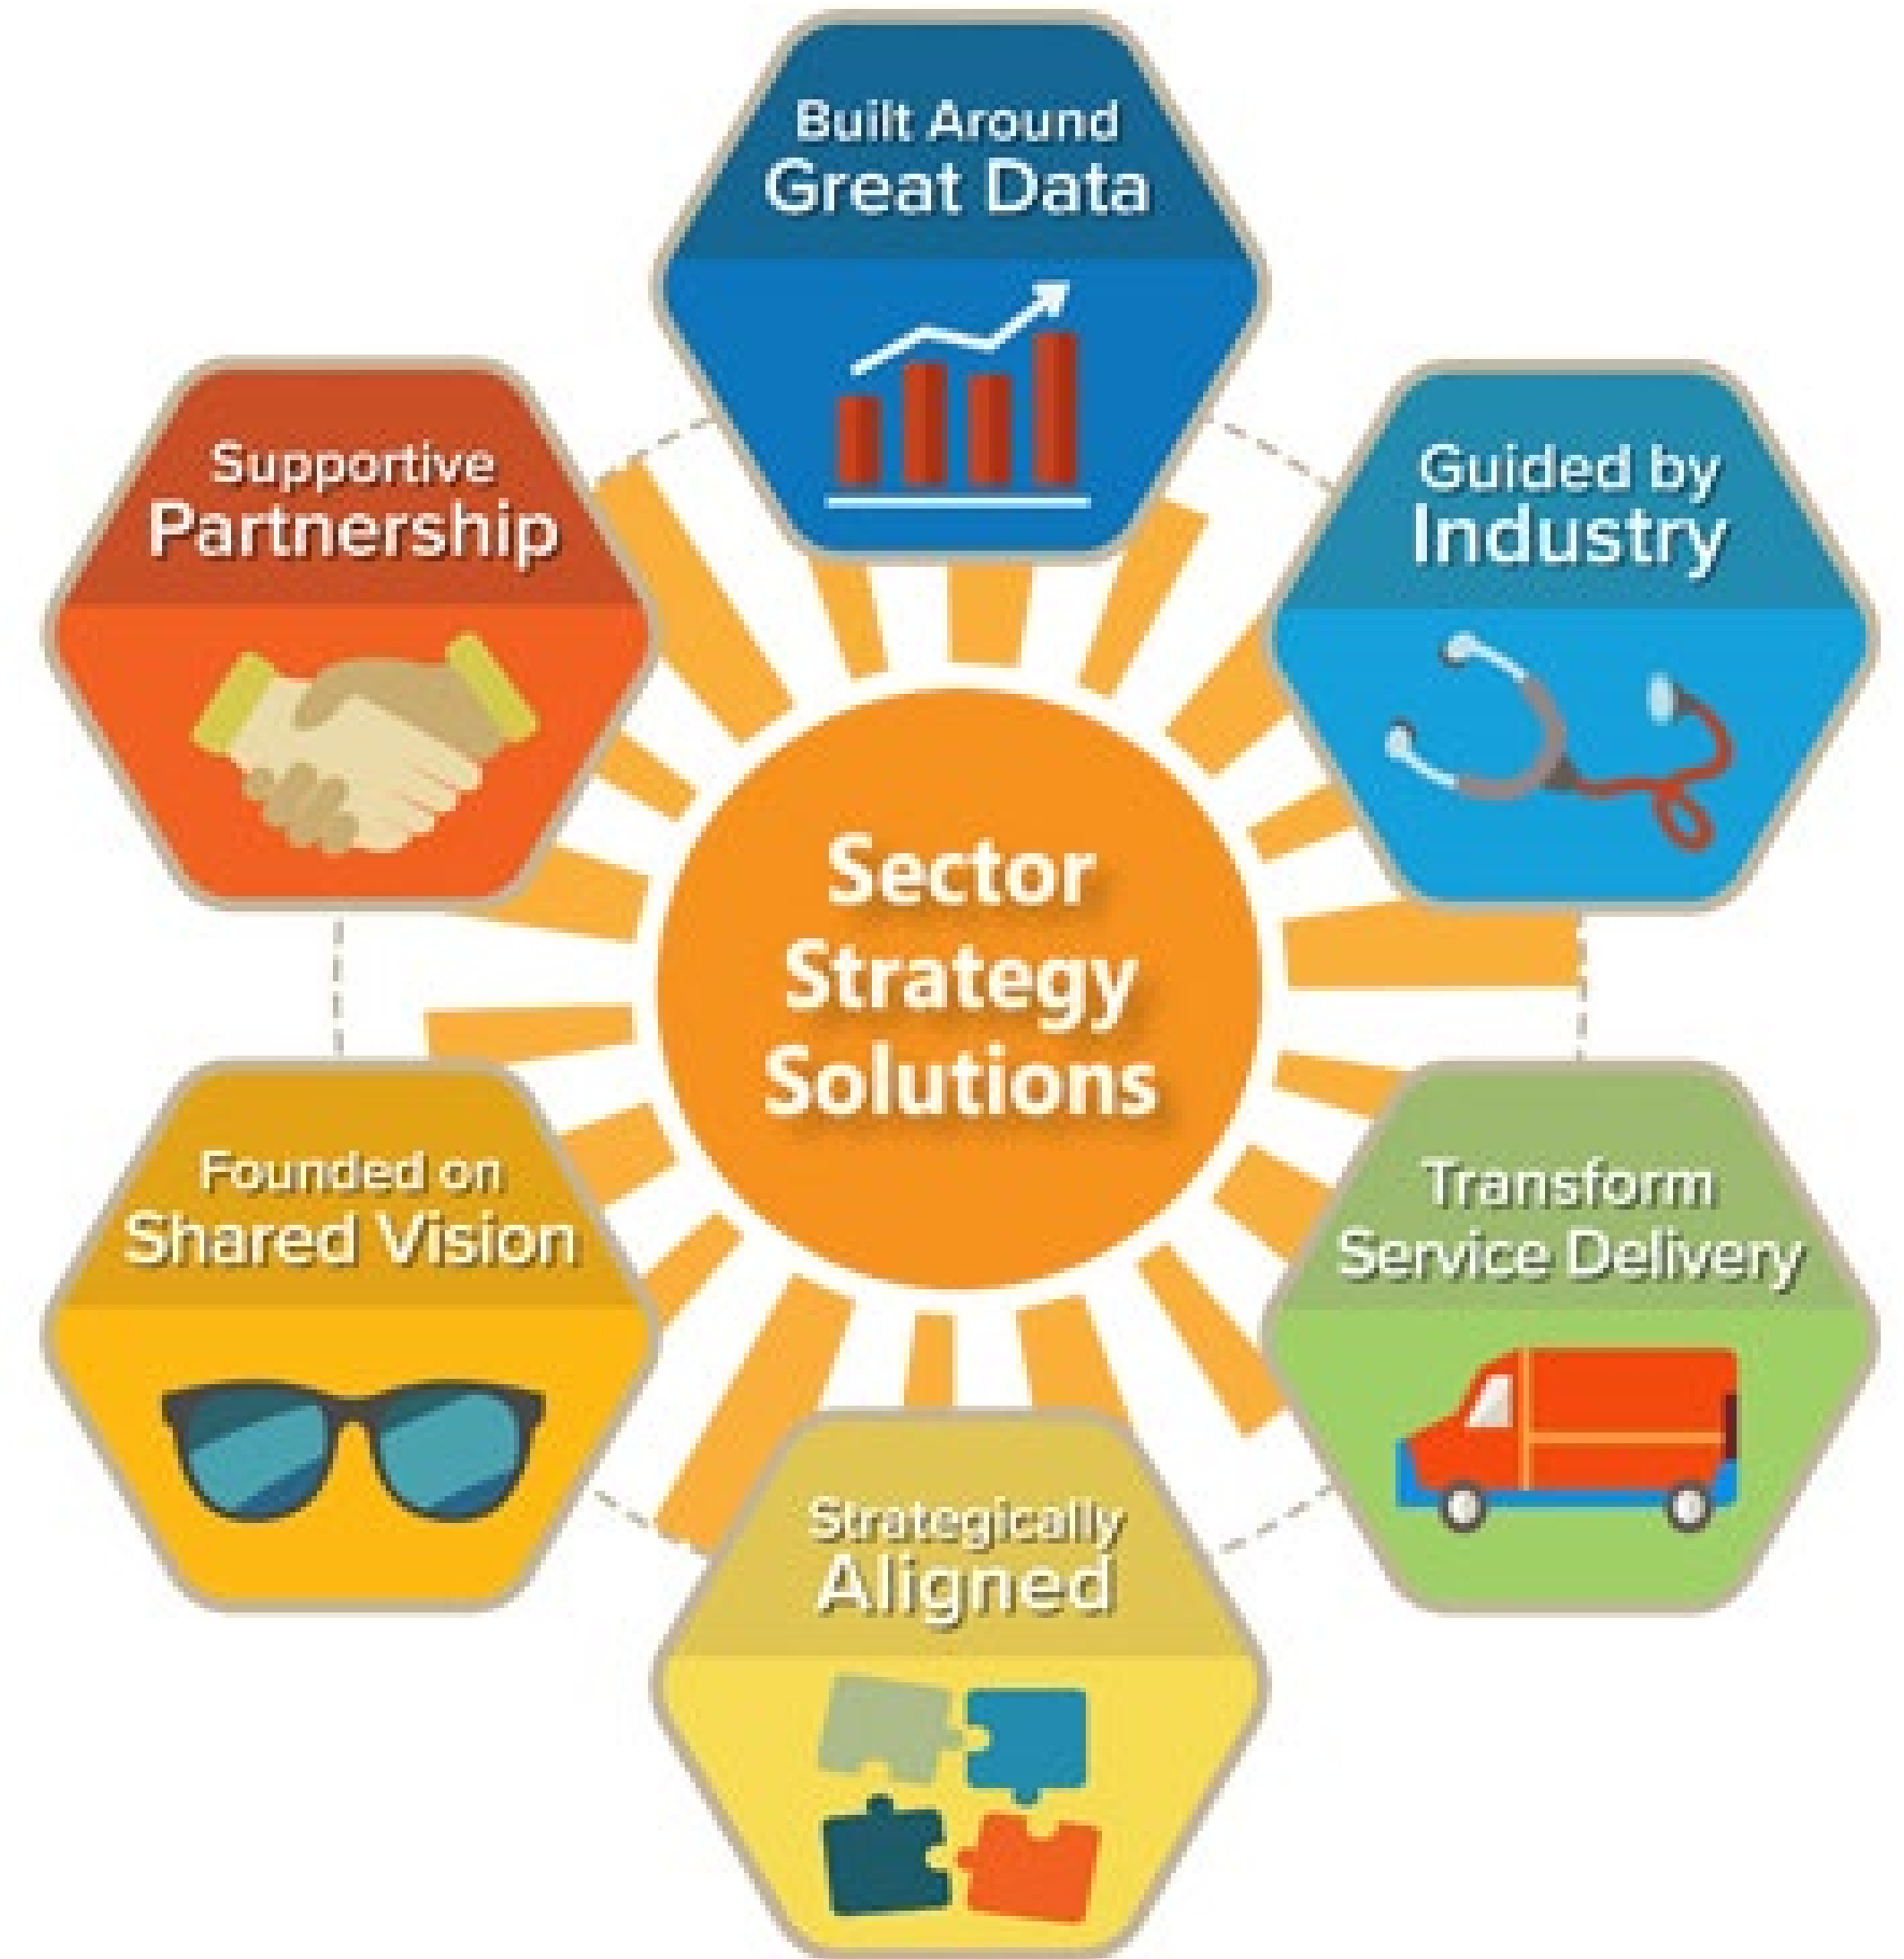 Built Around
Great Data
Guided by
Industry
Transform
Service Delivery
Strategically
Aligned
Founded on
Shared Vision
Supportive
Partnership
Sector
Strategy
Solutions